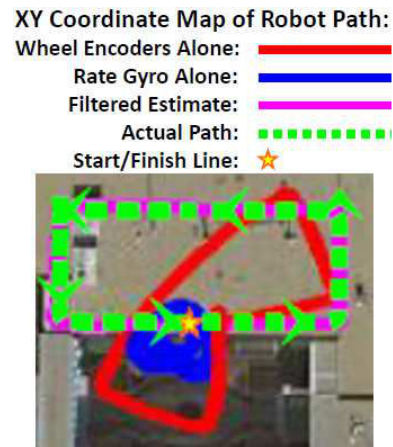 XY Coordinate Map of Robot Path:
Wheel Encoders Alone:
Rate Gyro Alone:
Filtered Estimate:
Actual Path:
Start/Finish Line: